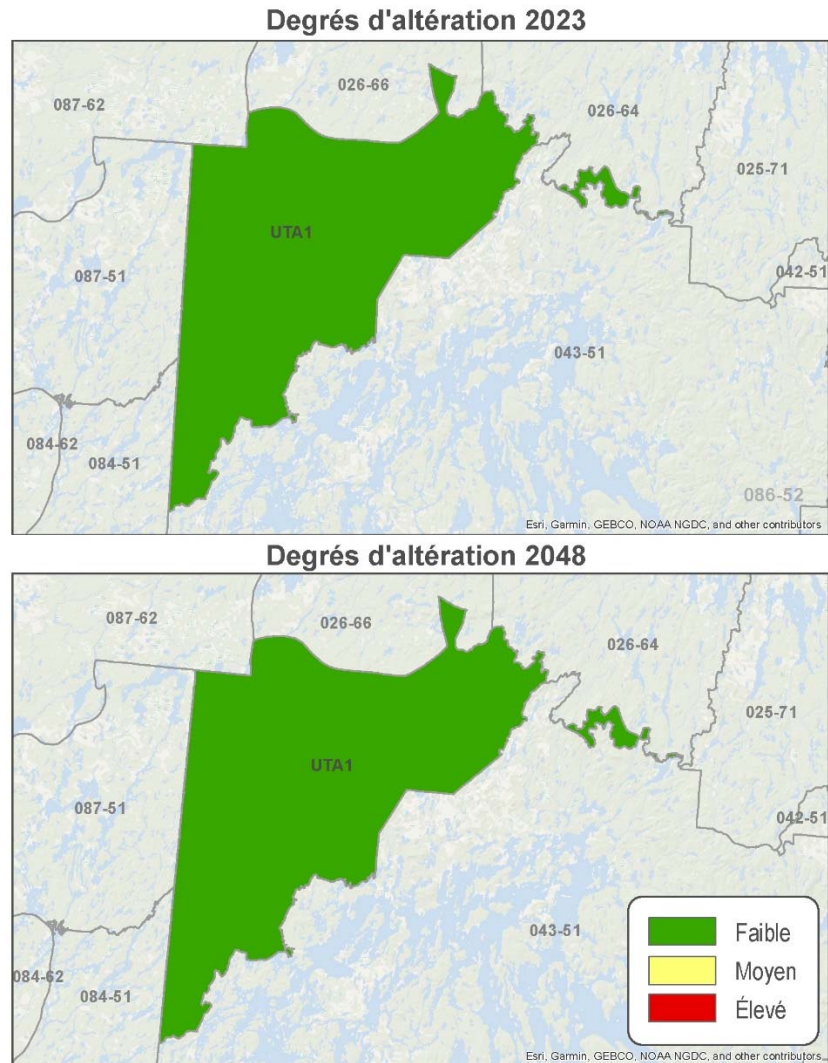 Degrés d'altération 2023
087-62
026-66
026-64
025-71
UTA1
087-51
042-51
043-51
084-62
084-51
086-52
Esri, Garmin, GEBCO, NOAA NGDC, and other contributors
Degrés d'altération 2048
087-62
026-66
026-64
025-71
UTA1
087-51
042-51
043-51
084-62
084-51
Faible
Moyen
Élevé
Esri, Garmin, GEBCO, NOAA NGDC, and other contributors